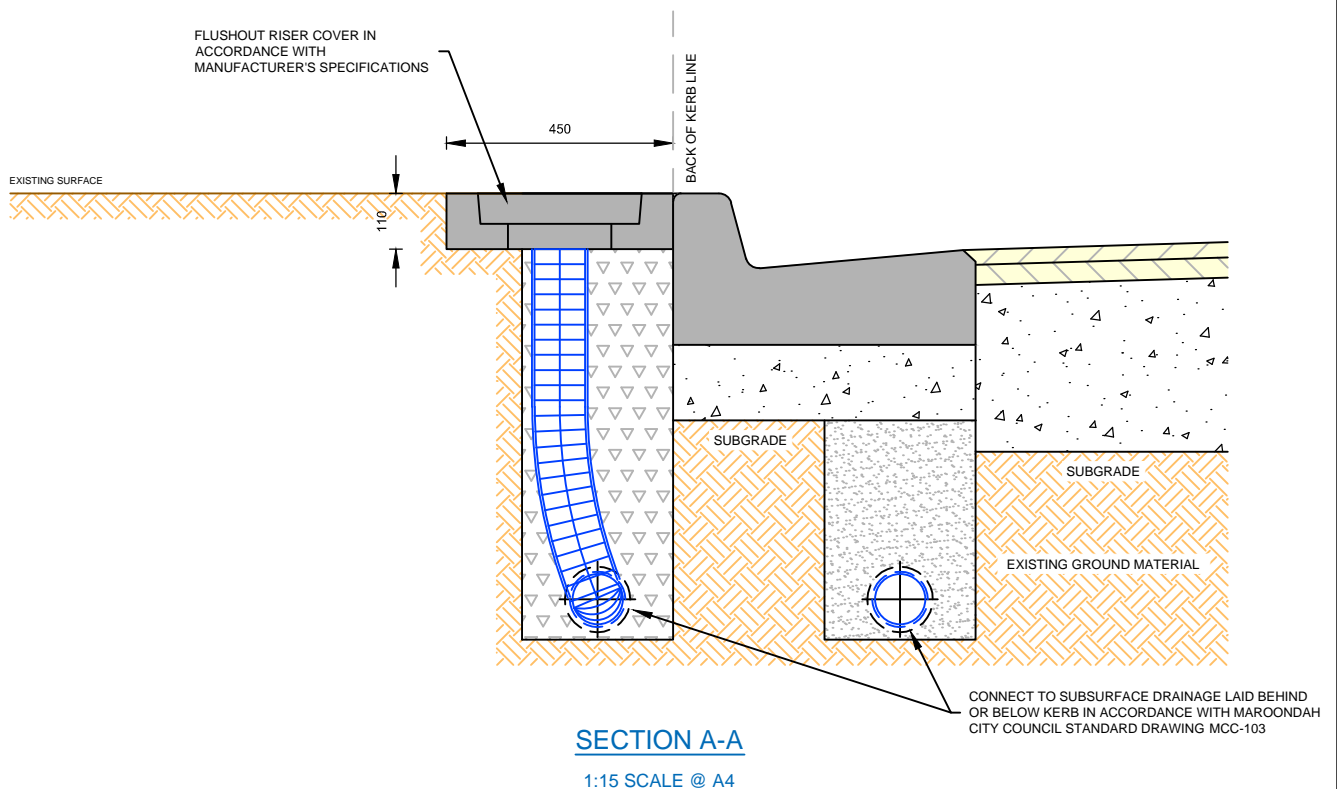 FLUSHOUT RISER COVER IN
ACCORDANCE WITH
MANUFACTURER'S SPECIFICATIONS
450
BACK OF KERB LINE
EXISTING SURFACE
110
SUBGRADE
SUBGRADE
EXISTING GROUND MATERIAL
CONNECT TO SUBSURFACE DRAINAGE LAID BEHIND
OR BELOW KERB IN ACCORDANCE WITH MAROONDAH
CITY COUNCIL STANDARD DRAWING MCC-103
SECTION A-A
1:15 SCALE @ A4